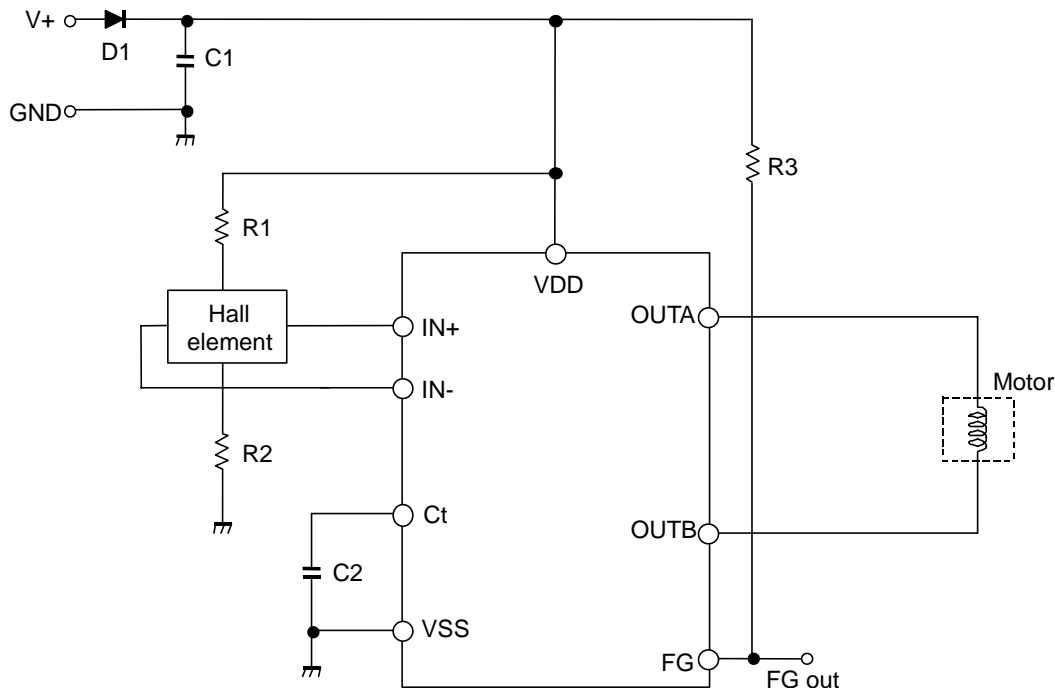 V+
D1
C1
GND
R3
R1
VDD
Hall
element
OUTA
IN+
IN-
Motor
R2
Ct
OUTB
C2
VSS
FG
FG out